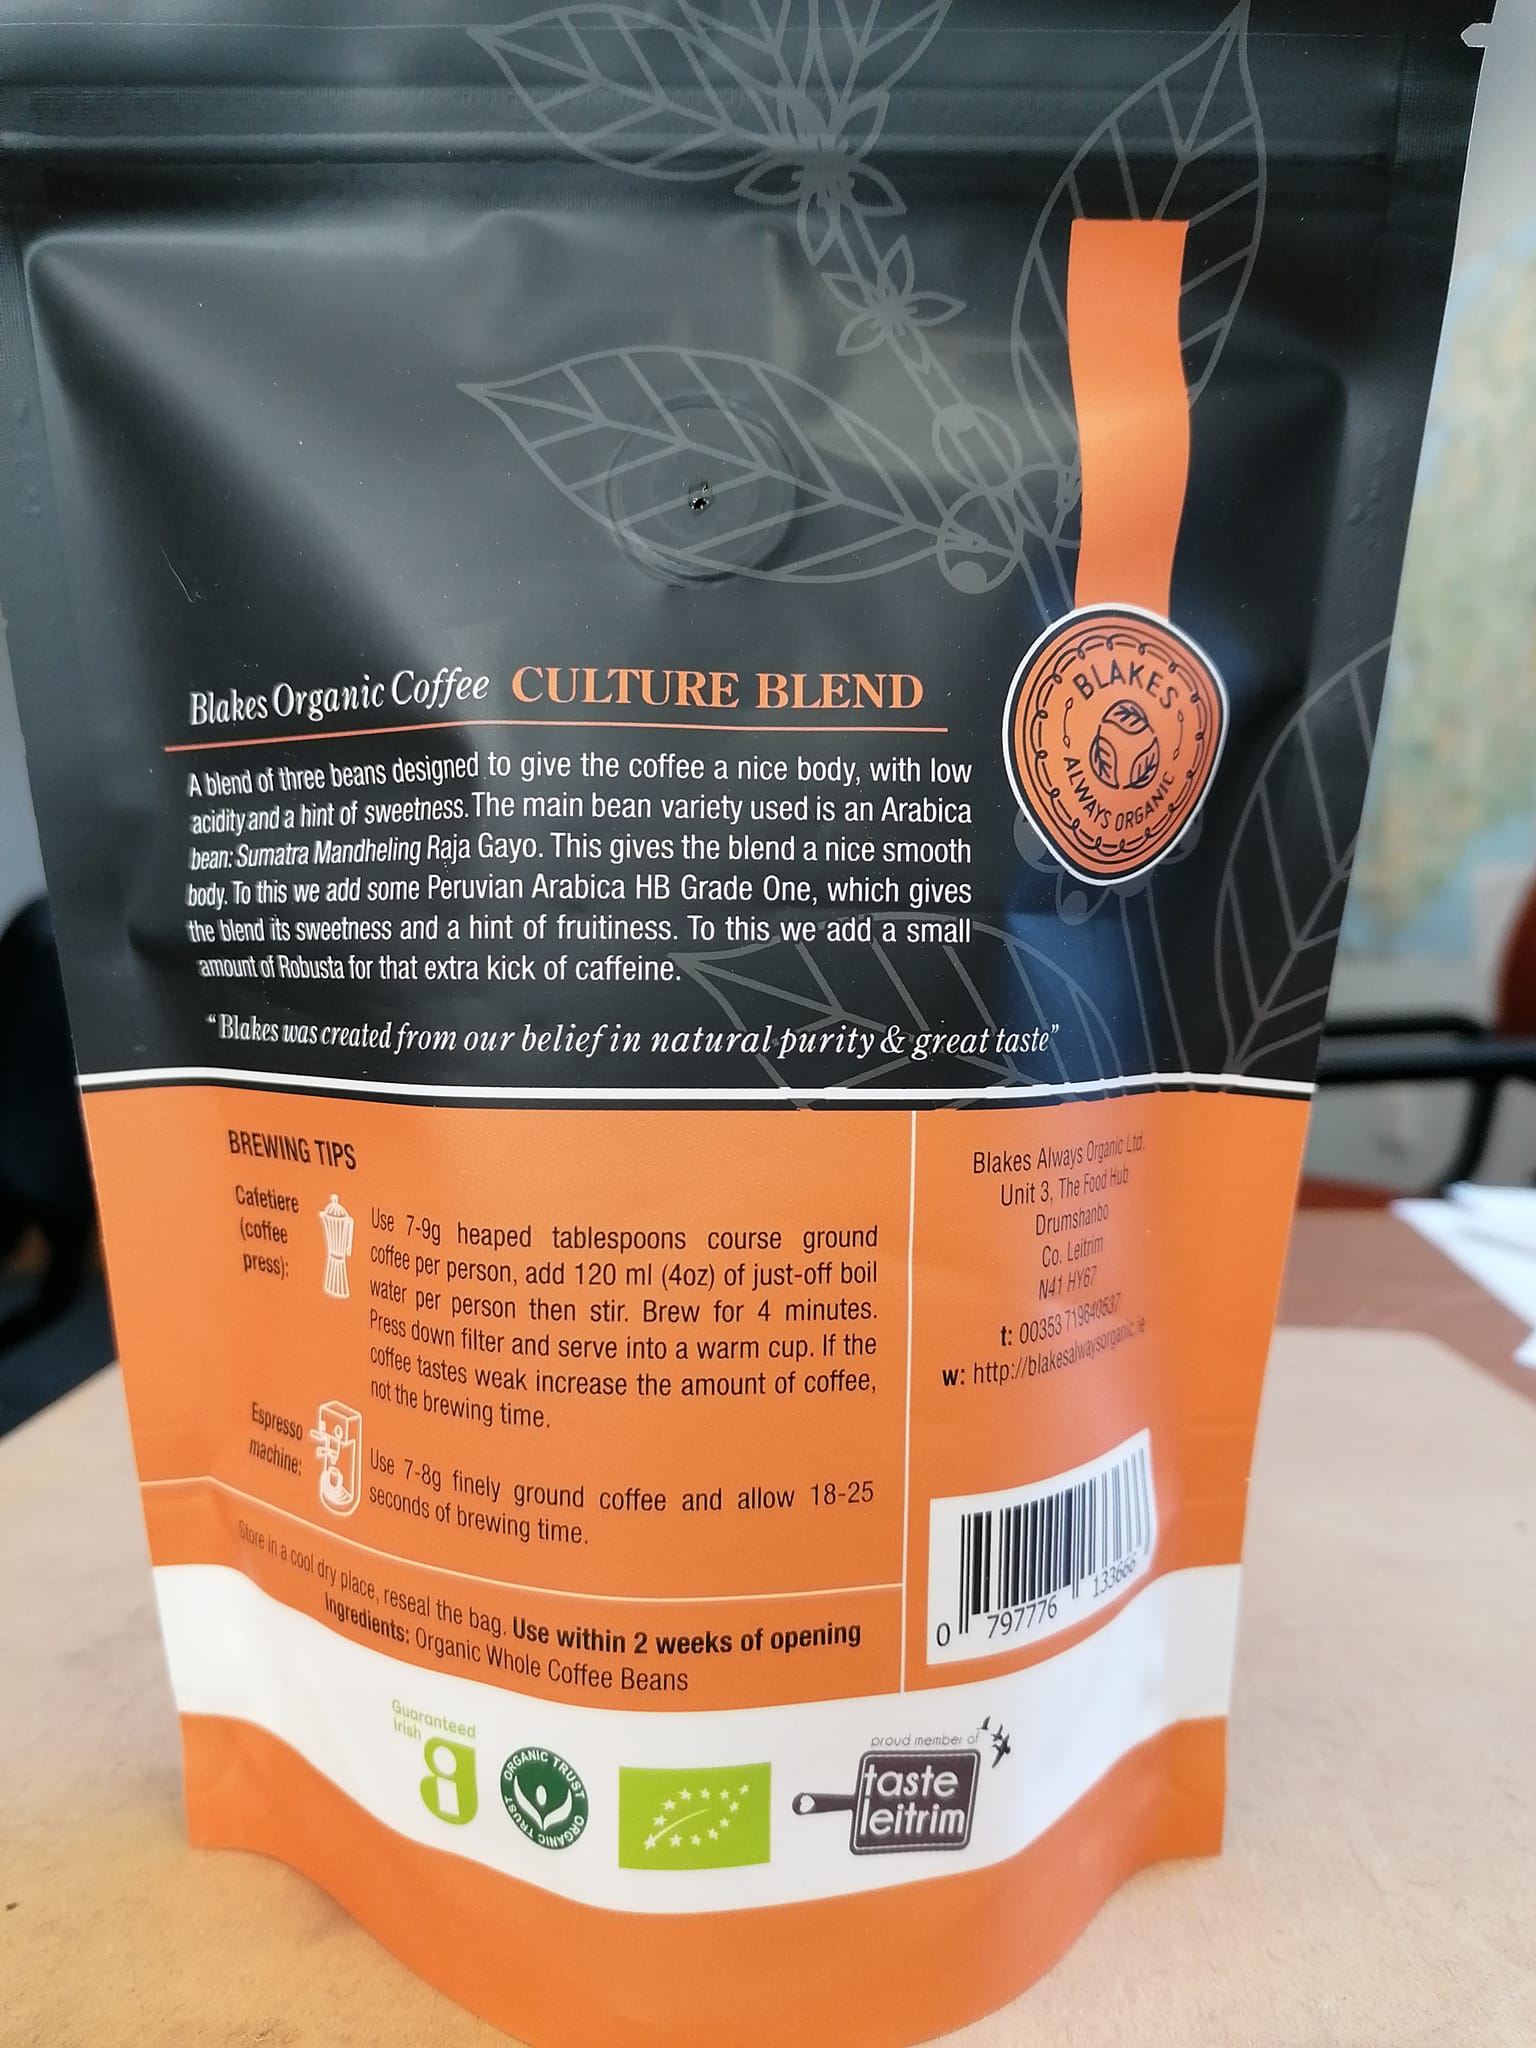 Blakes Organic Coffee CULTURE BLEND
A blend of three beans designed to give the coffee a nice body, with low
acidity and a hint of sweetness. The main bean variety used is an Arabica
bean: Sumatra Mandheling Raja Gayo. This gives the blend a nice smooth
body. To this we add some Peruvian Arabica HB Grade One, which gives
the blend its sweetness and a hint of fruitiness. To this we add a small
amount of Robusta for that extra kick of caffeine.
"Blakes was created from our belief in natural purity & great taste"
BLAKES
ALWAYS ORGANIC
BREWING TIPS
Cafetiere
(coffee
press):
Use 7-9g heaped tablespoons course ground
coffee per person, add 120 ml (4oz) of just-off boil
water per person then stir. Brew for 4 minutes.
Press down filter and serve into a warm cup. If the
coffee tastes weak increase the amount of coffee,
not the brewing time.
Espresso
machine:
Use 7-8g finely ground coffee and allow 18-25
seconds of brewing time.
Store in a cool dry place, reseal the bag. Use within 2 weeks of opening
Ingredients: Organic Whole Coffee Beans
Blakes Always Organic Ltd.
Unit 3, The Food Hub
Drumshanbo
Co. Leitrim
N41 HY67
t: 00353 719640537
w: http://blakesalwaysorganic.ie
0 797776 133666
Guaranteed
Irish
ORGANIC TRUST
ORGANIC TRUST
proud member of
taste
leitrim